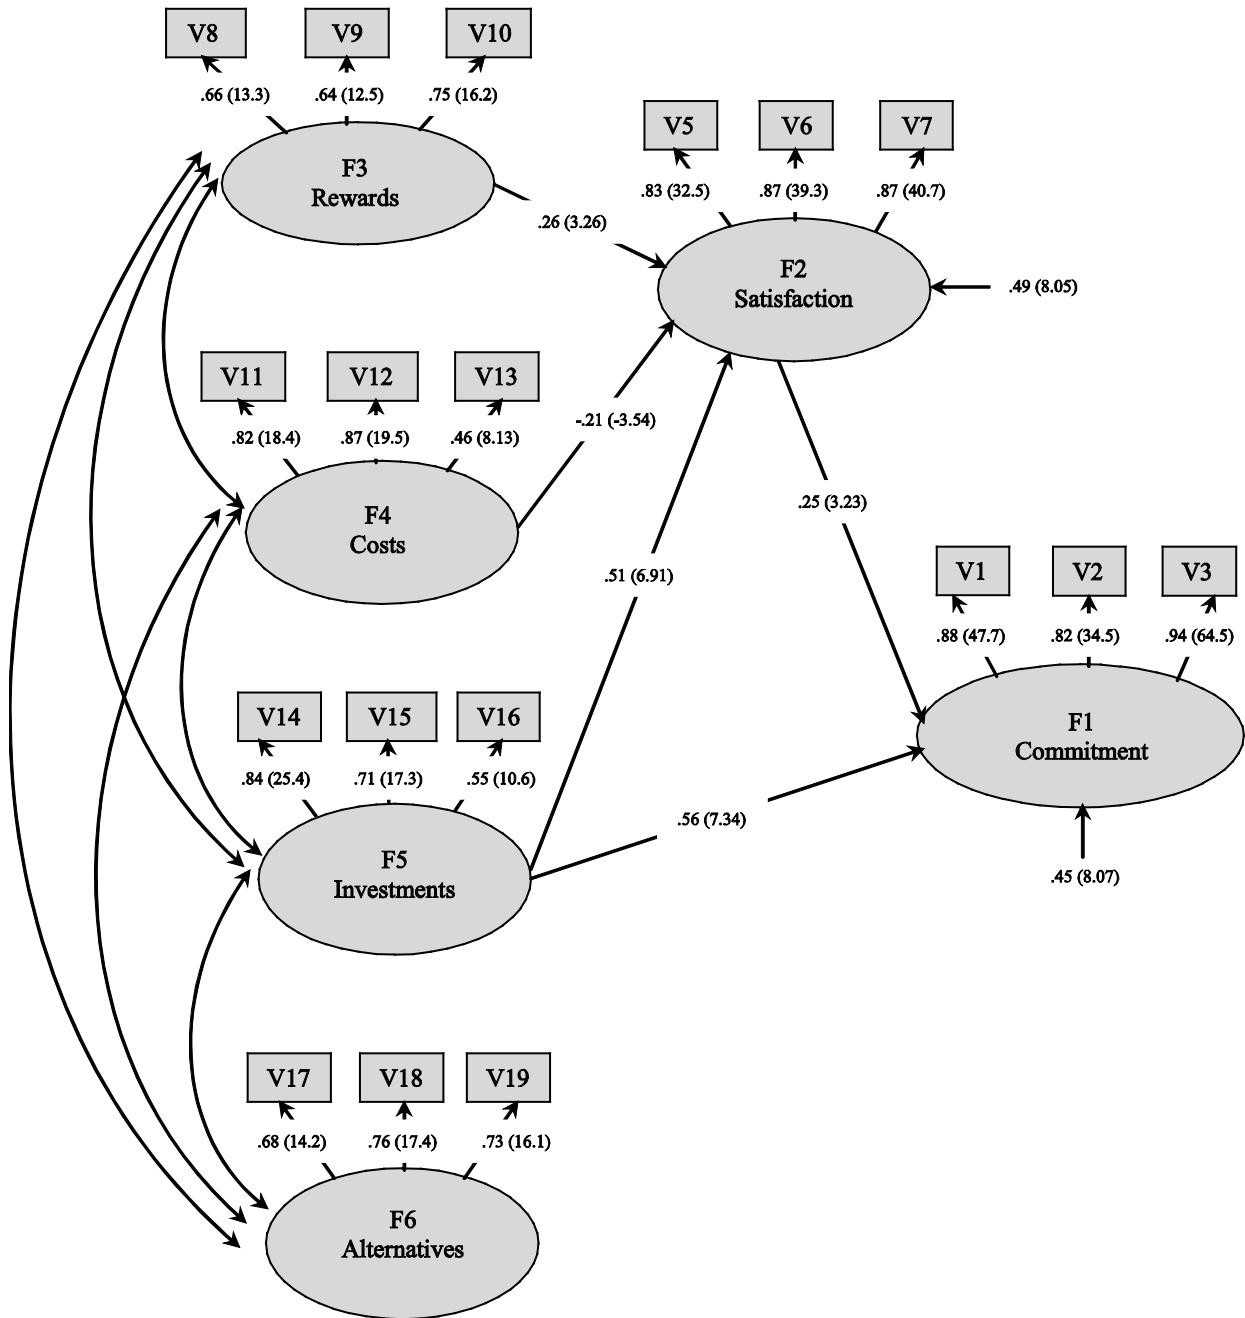 V8 V9 V10
.66 (13.3) .64 (12.5) .75 (16.2)
F3
Rewards
V5 V6 V7
.83 (32.5) .87 (39.3) .87 (40.7)
.26 (3.26)
F2
Satisfaction
.49 (8.05)
V11 V12 V13
.82 (18.4) .87 (19.5) .46 (8.13)
-.21 (-3.54)
F4
Costs
.25 (3.23)
.51 (6.91)
V1 V2 V3
.88 (47.7) .82 (34.5) .94 (64.5)
F1
Commitment
V14 V15 V16
.84 (25.4) .71 (17.3) .55 (10.6)
.56 (7.34)
F5
Investments
.45 (8.07)
V17 V18 V19
.68 (14.2) .76 (17.4) .73 (16.1)
F6
Alternatives